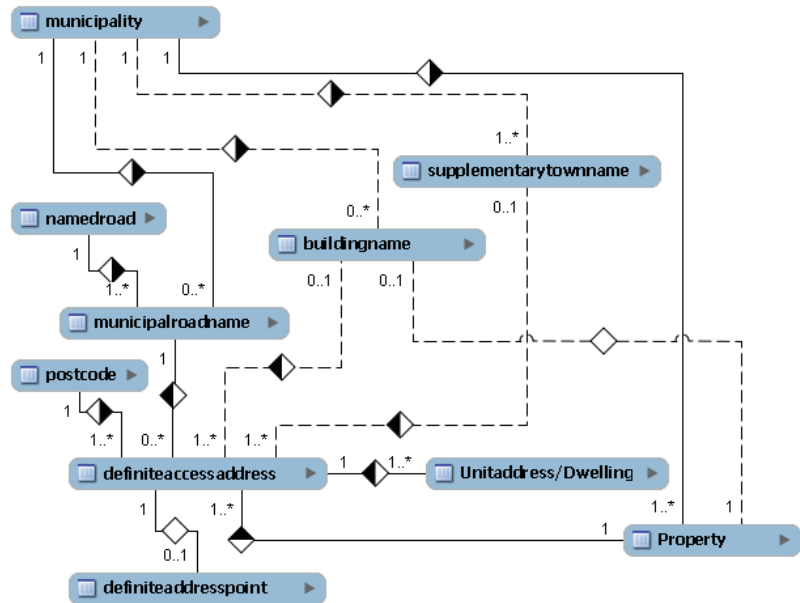 municipality
1 1 1 1
1..*
supplementarytownname
0..1
namedroad
0..*
buildingname
1
0..1 0..1
1..* 0..*
municipalroadname
1
postcode
1
1..* 0..* 1..* 1..*
definiteaccessaddress
1 1..*
Unitaddress/Dwelling
1 1..*
1..* 1
0..1
1
Property
definiteaddresspoint